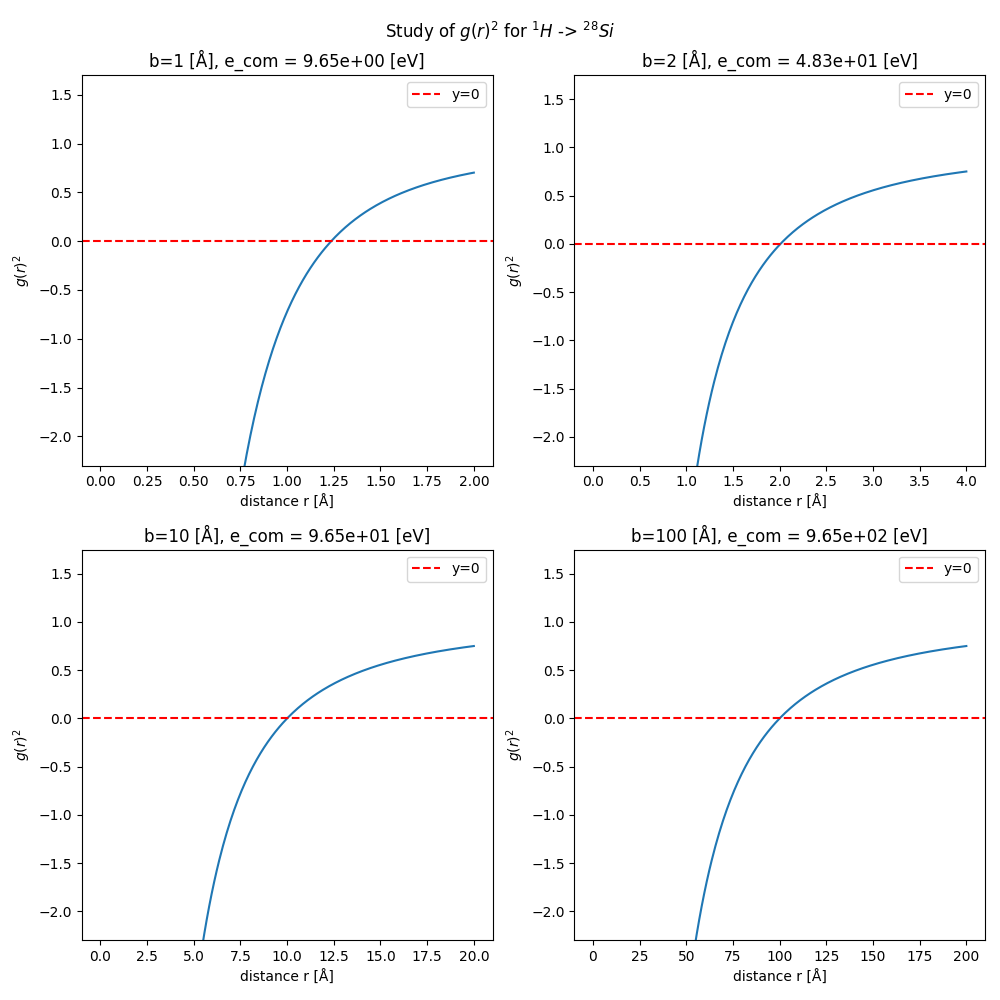 Study of g(r)² for ¹H -> ²⁸Si
b=1 [Å], e_com = 9.65e+00 [eV]
y=0
1.5
1.0
0.5
0.0
−0.5
−1.0
−1.5
−2.0
g(r)²
0.00 0.25 0.50 0.75 1.00 1.25 1.50 1.75 2.00
distance r [Å]
b=2 [Å], e_com = 4.83e+01 [eV]
y=0
1.5
1.0
0.5
0.0
−0.5
−1.0
−1.5
−2.0
g(r)²
0.0 0.5 1.0 1.5 2.0 2.5 3.0 3.5 4.0
distance r [Å]
b=10 [Å], e_com = 9.65e+01 [eV]
y=0
1.5
1.0
0.5
0.0
−0.5
−1.0
−1.5
−2.0
g(r)²
0.0 2.5 5.0 7.5 10.0 12.5 15.0 17.5 20.0
distance r [Å]
b=100 [Å], e_com = 9.65e+02 [eV]
y=0
1.5
1.0
0.5
0.0
−0.5
−1.0
−1.5
−2.0
g(r)²
0 25 50 75 100 125 150 175 200
distance r [Å]